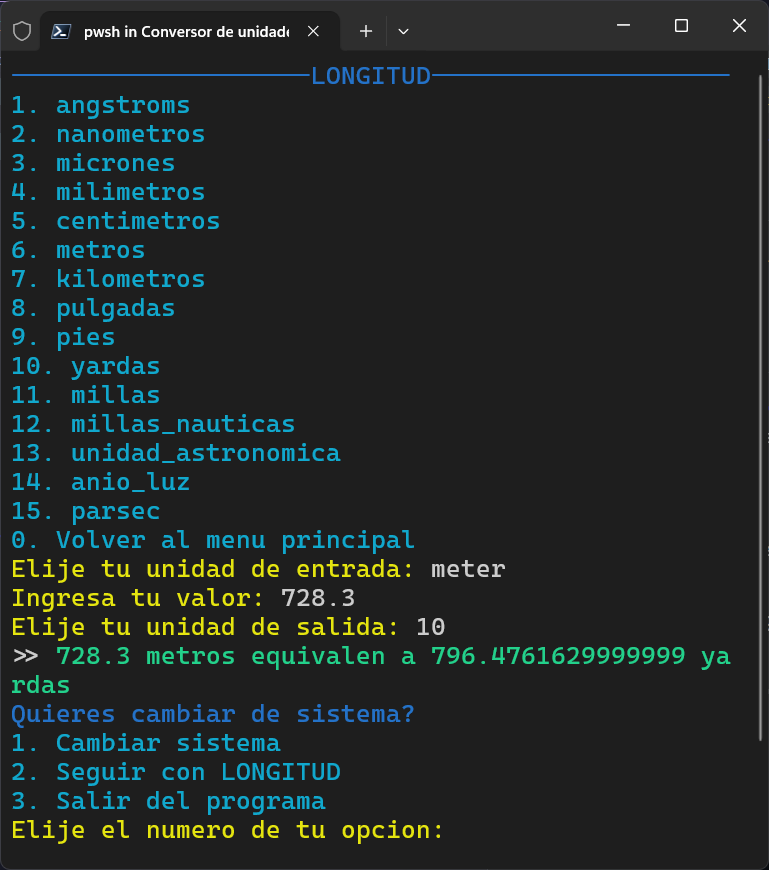 pwsh in Conversor de unidade
LONGITUD
1. angstroms
2. nanometros
3. micrones
4. milimetros
5. centimetros
6. metros
7. kilometros
8. pulgadas
9. pies
10. yardas
11. millas
12. millas_nauticas
13. unidad_astronomica
14. anio_luz
15. parsec
0. Volver al menu principal
Elije tu unidad de entrada: meter
Ingresa tu valor: 728.3
Elije tu unidad de salida: 10
>> 728.3 metros equivalen a 796.4761629999999 ya
rdas
Quieres cambiar de sistema?
1. Cambiar sistema
2. Seguir con LONGITUD
3. Salir del programa
Elije el numero de tu opcion: